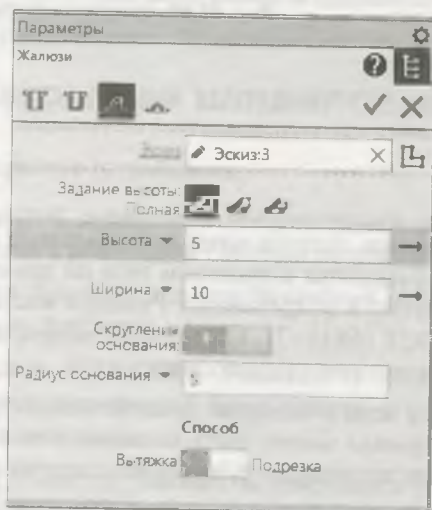 Параметры
Жалюзи
Эскиз:3
Задание высоты:
Полная
Высота 5
Ширина 10
Скругление
основания:
Радиус основания
Способ
Вытяжка Подрезка